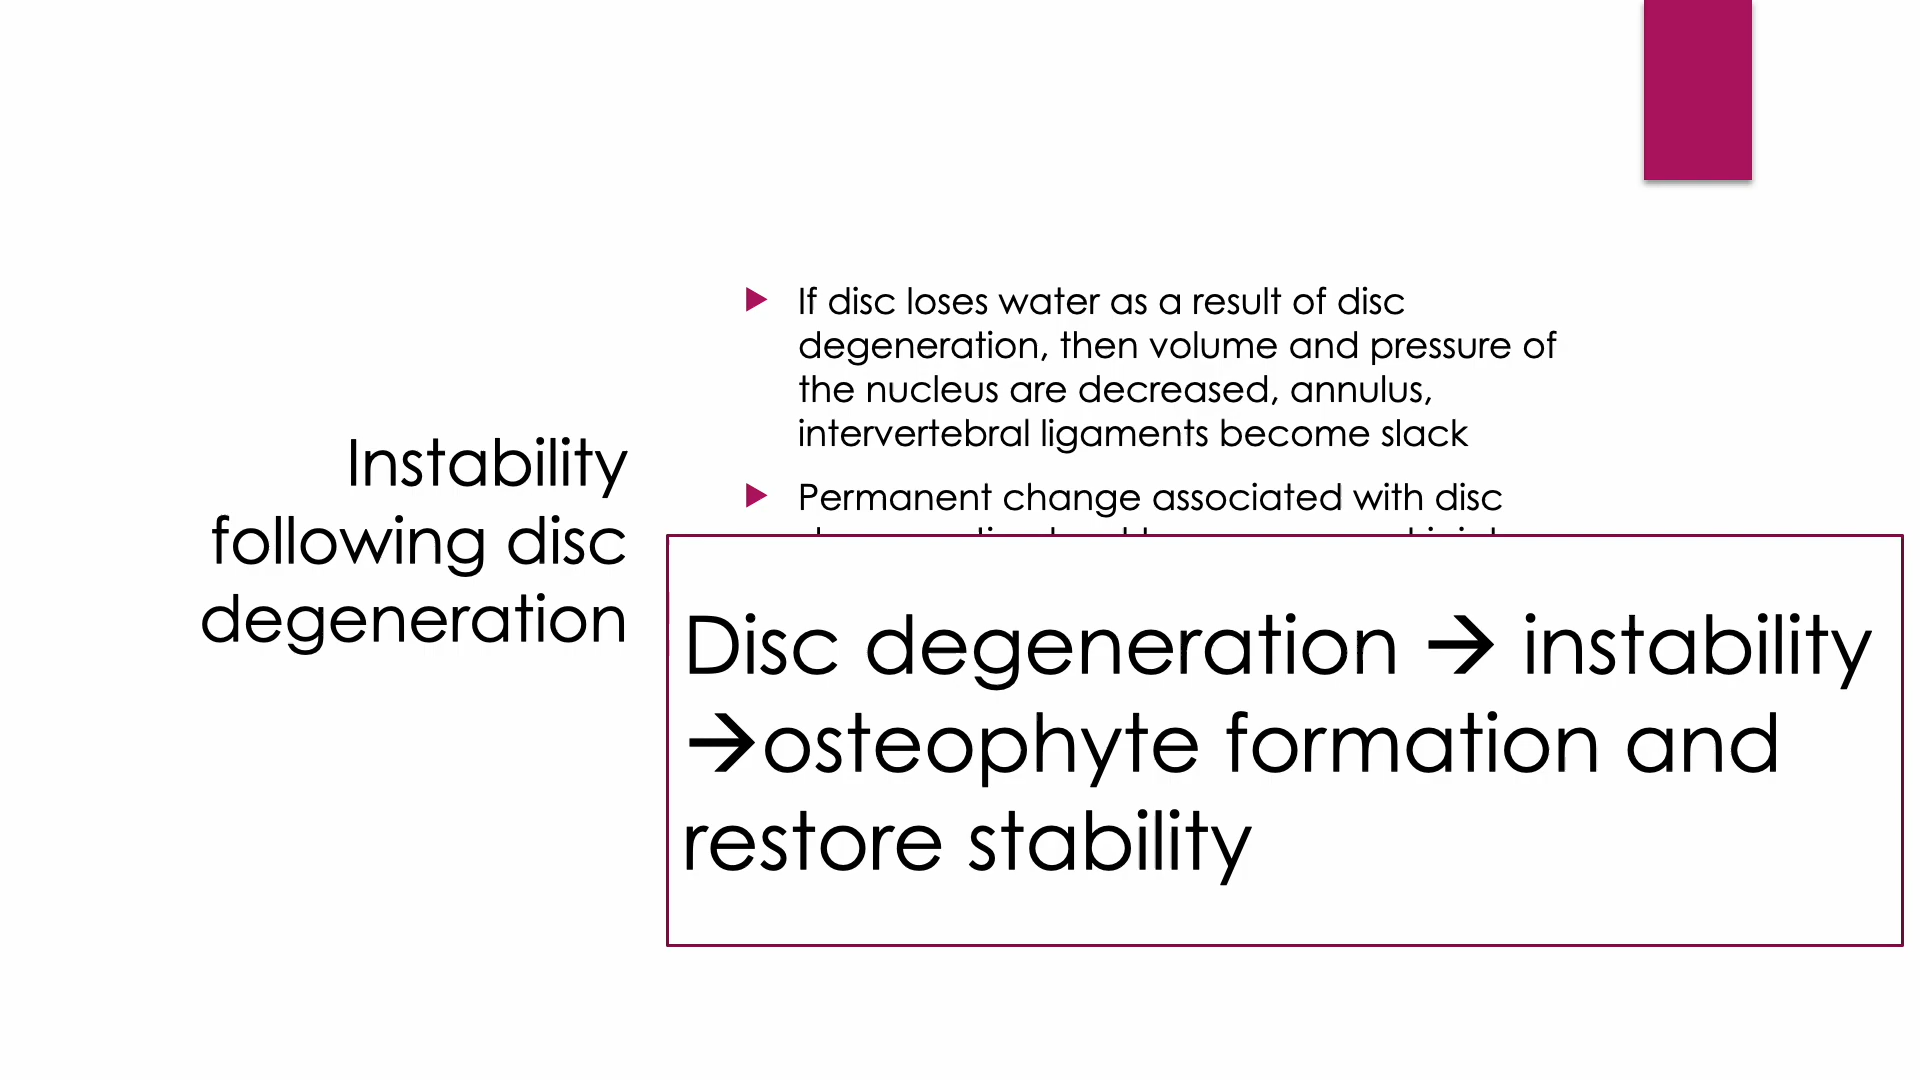 Instability
following disc
degeneration
If disc loses water as a result of disc
degeneration, then volume and pressure of
the nucleus are decreased, annulus,
intervertebral ligaments become slack
Permanent change associated with disc
Disc degeneration → instability
→osteophyte formation and
restore stability